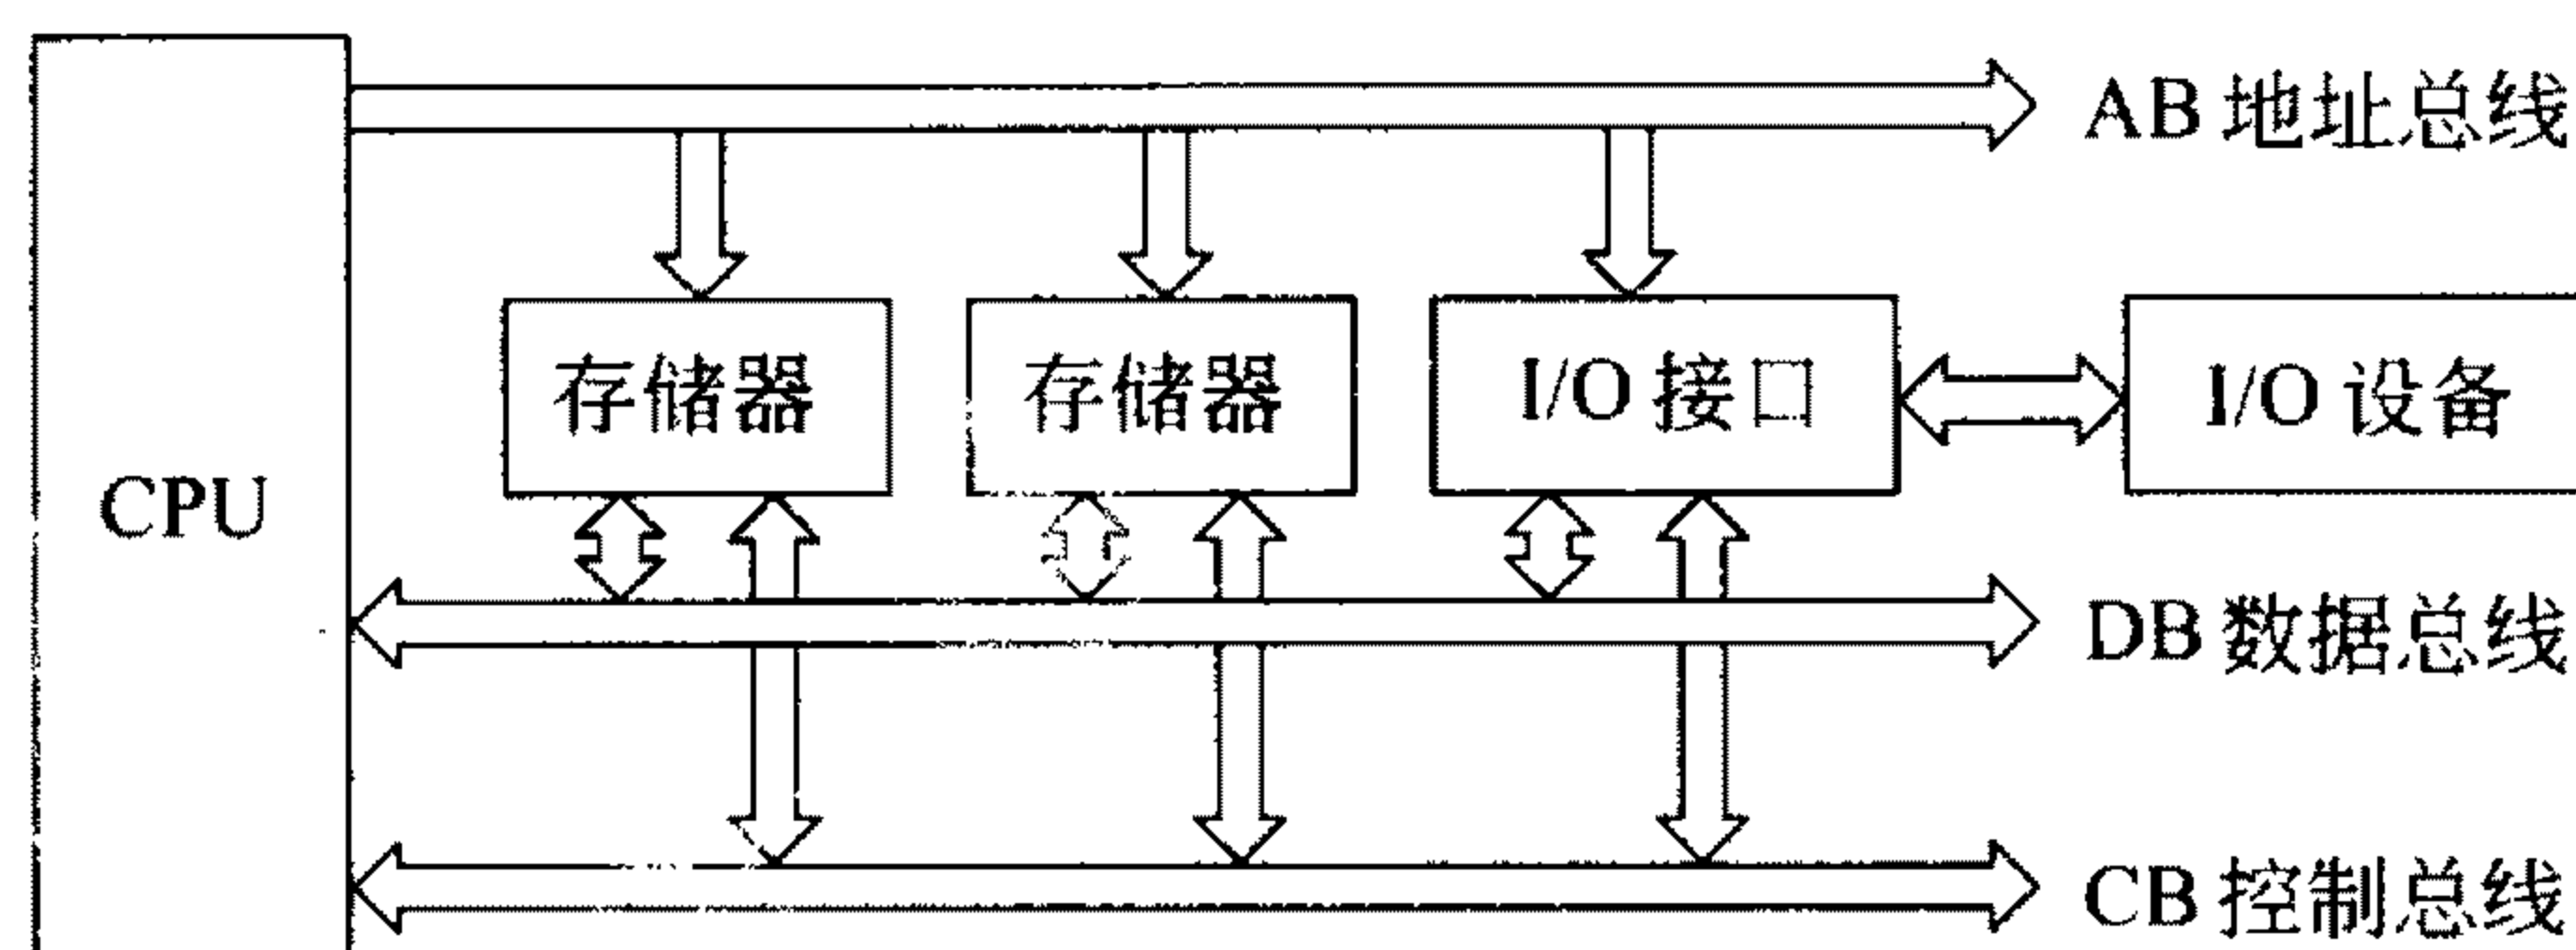 AB 地址总线
存储器
存储器
I/O 接口
I/O 设备
CPU
DB 数据总线
CB 控制总线